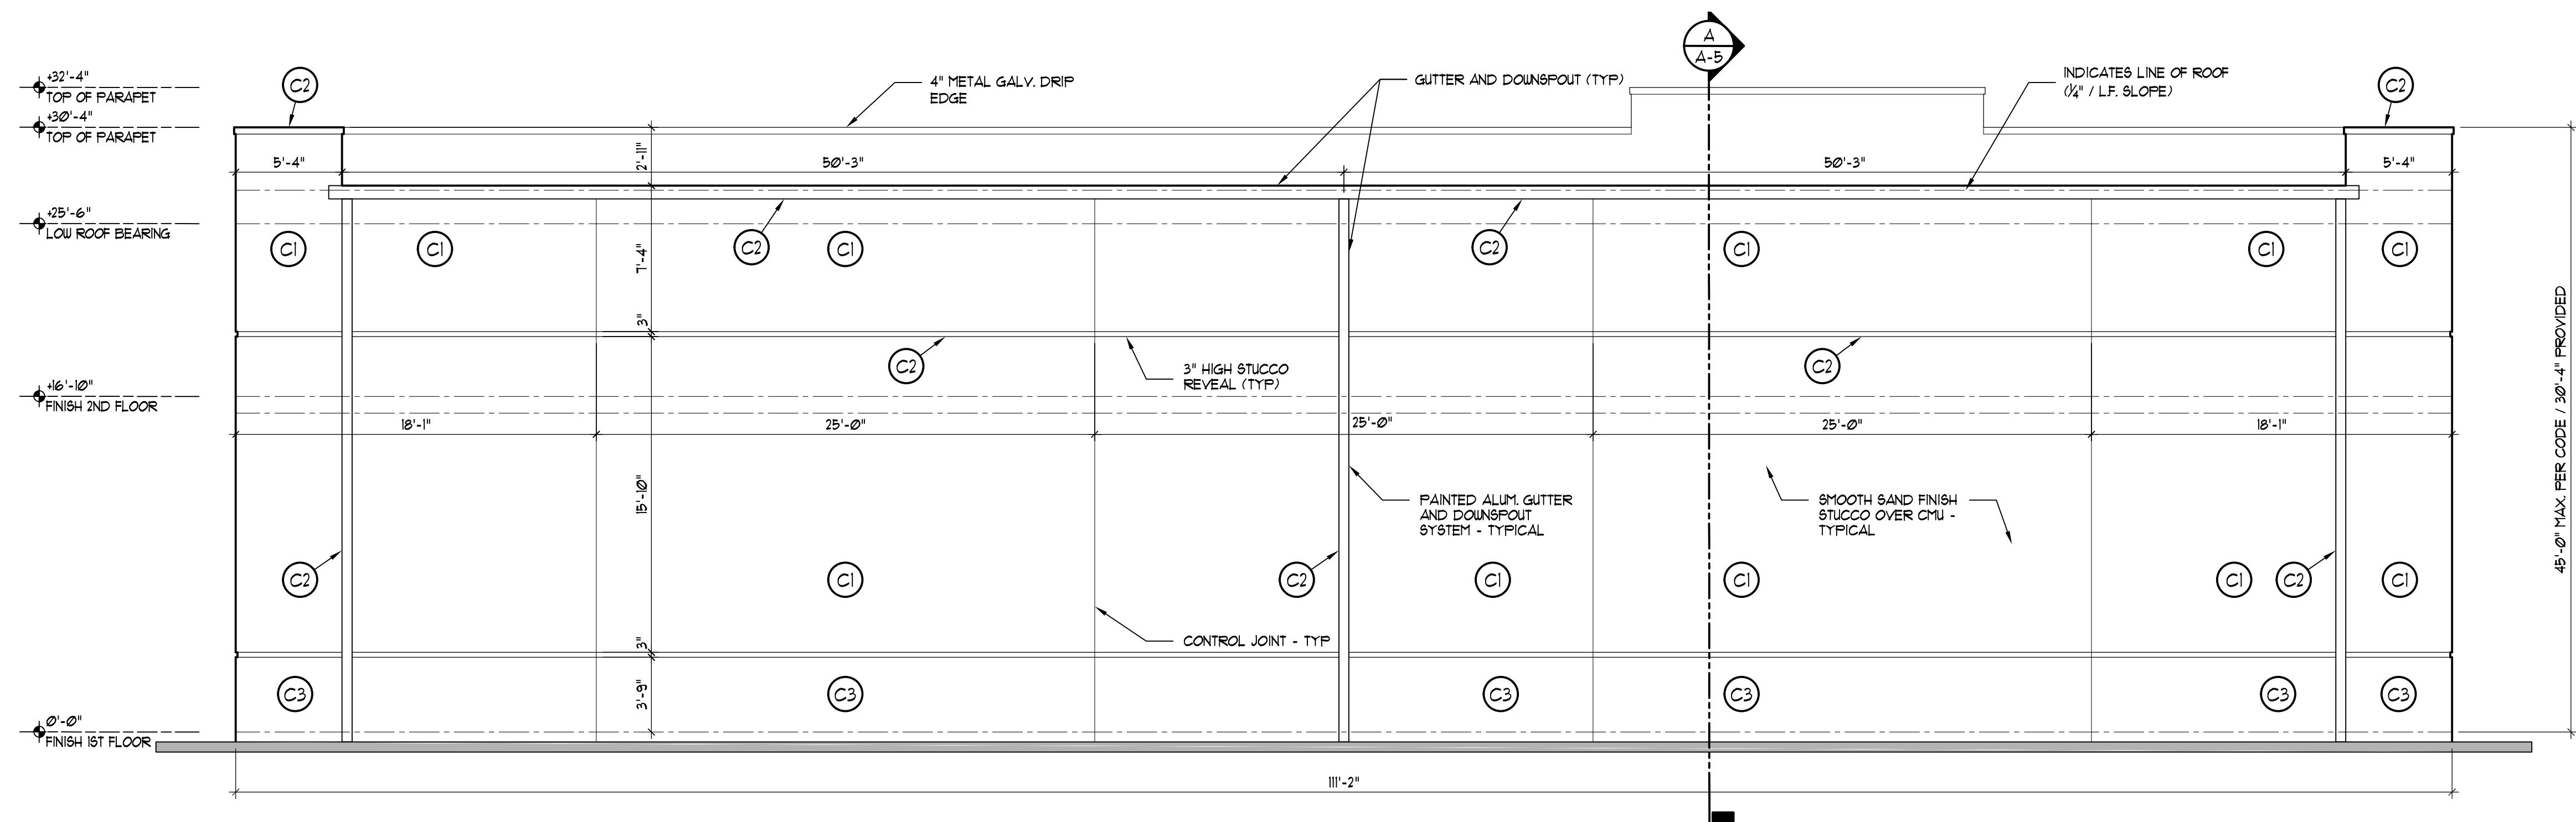 A
A-5
+32'-4"
TOP OF PARAPET
+30'-4"
TOP OF PARAPET
C2
4" METAL GALV. DRIP
EDGE
GUTTER AND DOWNSPOUT (TYP)
INDICATES LINE OF ROOF
(¼" / L.F. SLOPE)
C2
5'-4"
2'-11"
50'-3"
50'-3"
5'-4"
+25'-6"
LOW ROOF BEARING
C1
C1
7'-4"
C2
C1
C2
C1
C1
C1
3"
C2
3" HIGH STUCCO
REVEAL (TYP)
C2
+16'-10"
FINISH 2ND FLOOR
18'-1"
25'-0"
25'-0"
25'-0"
18'-1"
15'-10"
PAINTED ALUM. GUTTER
AND DOWNSPOUT
SYSTEM - TYPICAL
SMOOTH SAND FINISH
STUCCO OVER CMU -
TYPICAL
45'-0" MAX. PER CODE / 30'-4" PROVIDED
C2
C1
C2
C1
C1
C1
C2
C1
3"
CONTROL JOINT - TYP
C3
3'-9"
C3
C3
C3
C3
C3
0'-0"
FINISH 1ST FLOOR
111'-2"